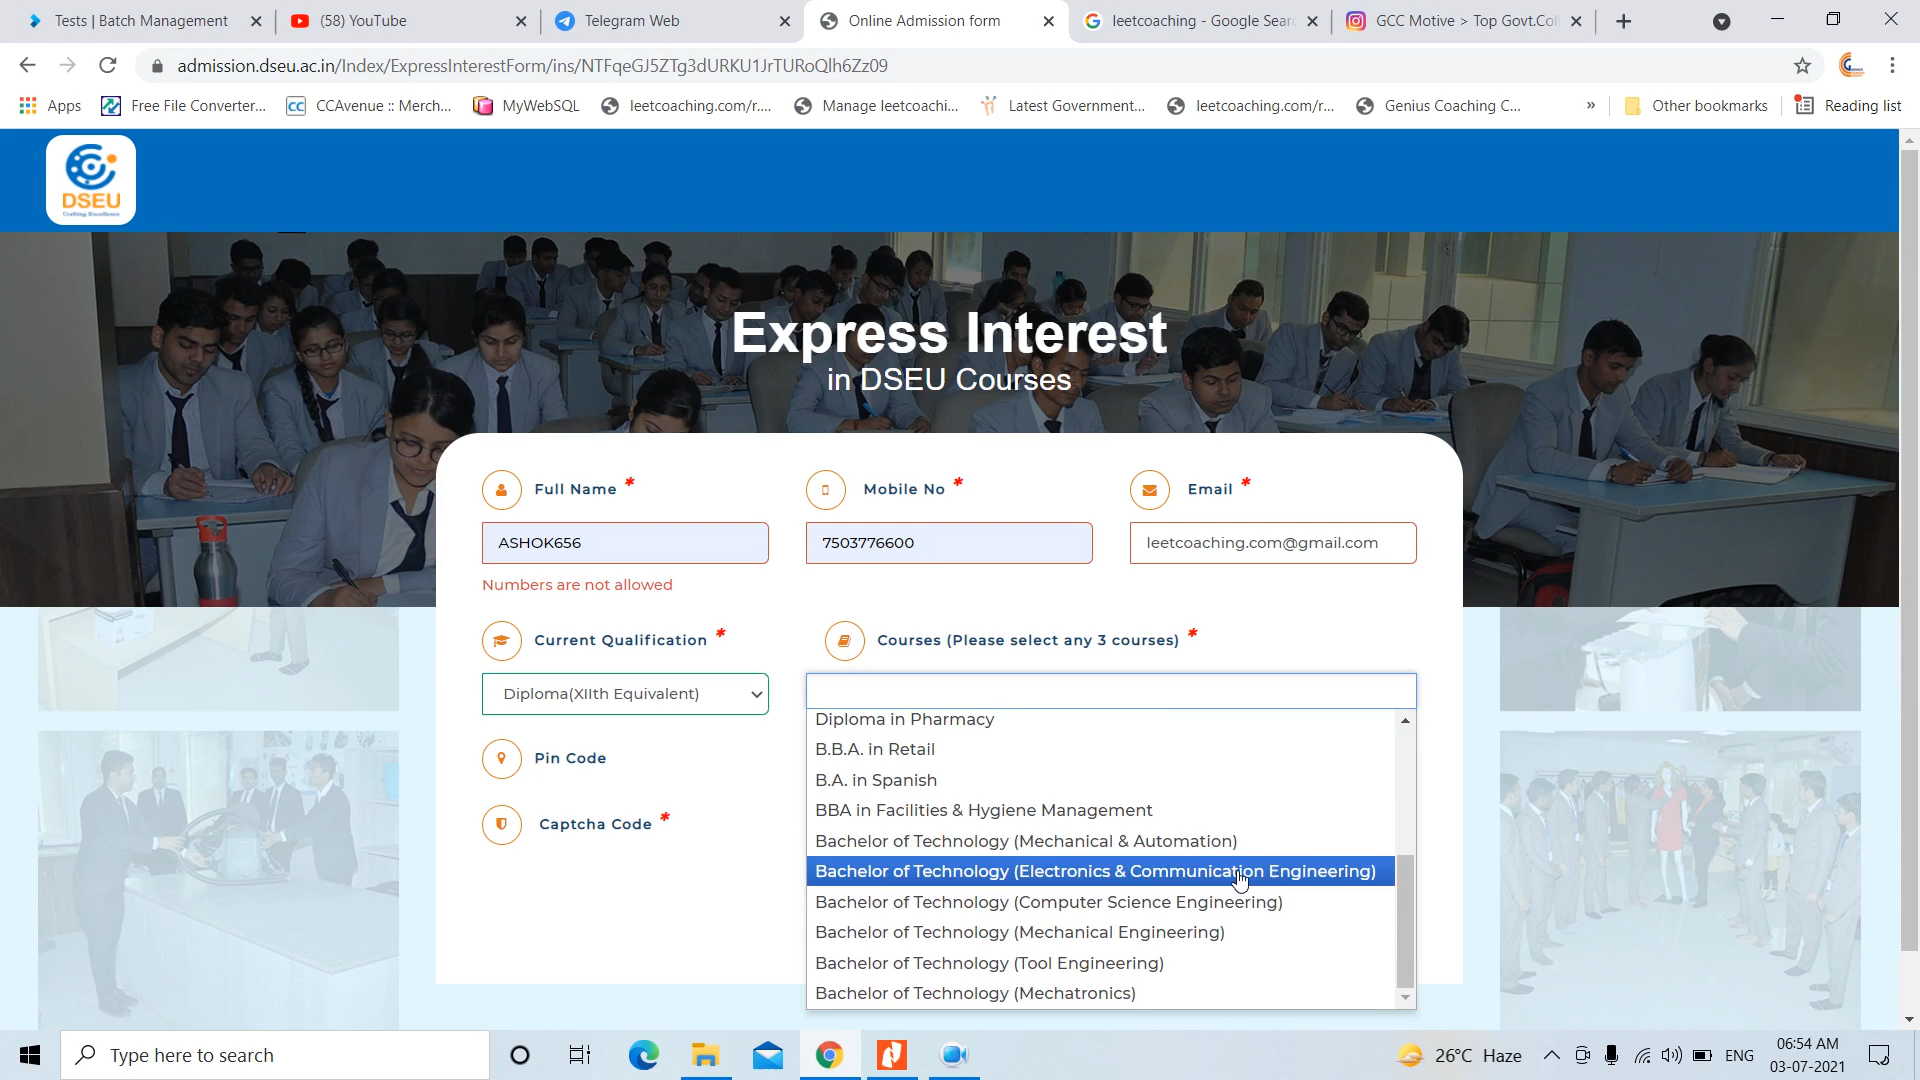 Tests | Batch Management
(58) YouTube
Telegram Web
Online Admission form
leetcoaching - Google Sear
GCC Motive > Top Govt.Col
admission.dseu.ac.in/Index/ExpressInterestForm/ins/NTFqeGJ5ZTg3dURKU1JrTURoQlh6Zz09
Apps
Free File Converter...
CCAvenue :: Merch...
MyWebSQL
leetcoaching.com/r....
Manage leetcoachi...
Latest Government...
leetcoaching.com/r...
Genius Coaching C...
»
Other bookmarks
Reading list
DSEU
Crafting Excellence
Express Interest
in DSEU Courses
Full Name *
Mobile No *
Email *
ASHOK656
7503776600
leetcoaching.com@gmail.com
Numbers are not allowed
Current Qualification *
Courses (Please select any 3 courses) *
Diploma(XIIth Equivalent)
Diploma in Pharmacy
B.B.A. in Retail
Pin Code
B.A. in Spanish
BBA in Facilities & Hygiene Management
Captcha Code *
Bachelor of Technology (Mechanical & Automation)
Bachelor of Technology (Electronics & Communication Engineering)
Bachelor of Technology (Computer Science Engineering)
Bachelor of Technology (Mechanical Engineering)
Bachelor of Technology (Tool Engineering)
Bachelor of Technology (Mechatronics)
Type here to search
26°C Haze
ENG
06:54 AM
03-07-2021